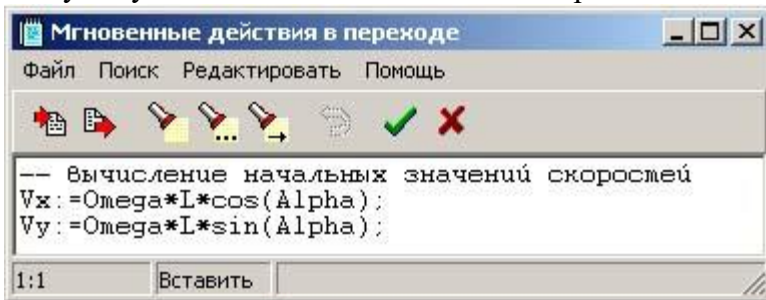 Мгновенные действия в переходе
Файл Поиск Редактировать Помощь
-- Вычисление начальных значений скоростей
Vx:=Omega*L*cos(Alpha);
Vy:=Omega*L*sin(Alpha);
1:1 Вставить